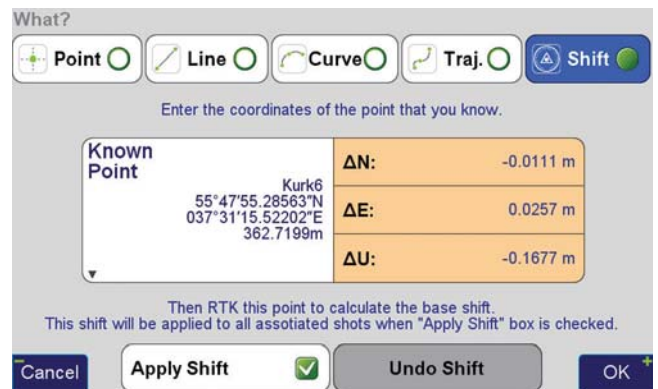 What?
Point
Line
Curve
Traj.
Shift
Enter the coordinates of the point that you know.
Known
Point
Kurk6
55°47'55.28563"N
037°31'15.52202"E
362.7199m
ΔN: -0.0111 m
ΔE: 0.0257 m
ΔU: -0.1677 m
Then RTK this point to calculate the base shift.
This shift will be applied to all assotiated shots when "Apply Shift" box is checked.
Cancel
Apply Shift
Undo Shift
OK